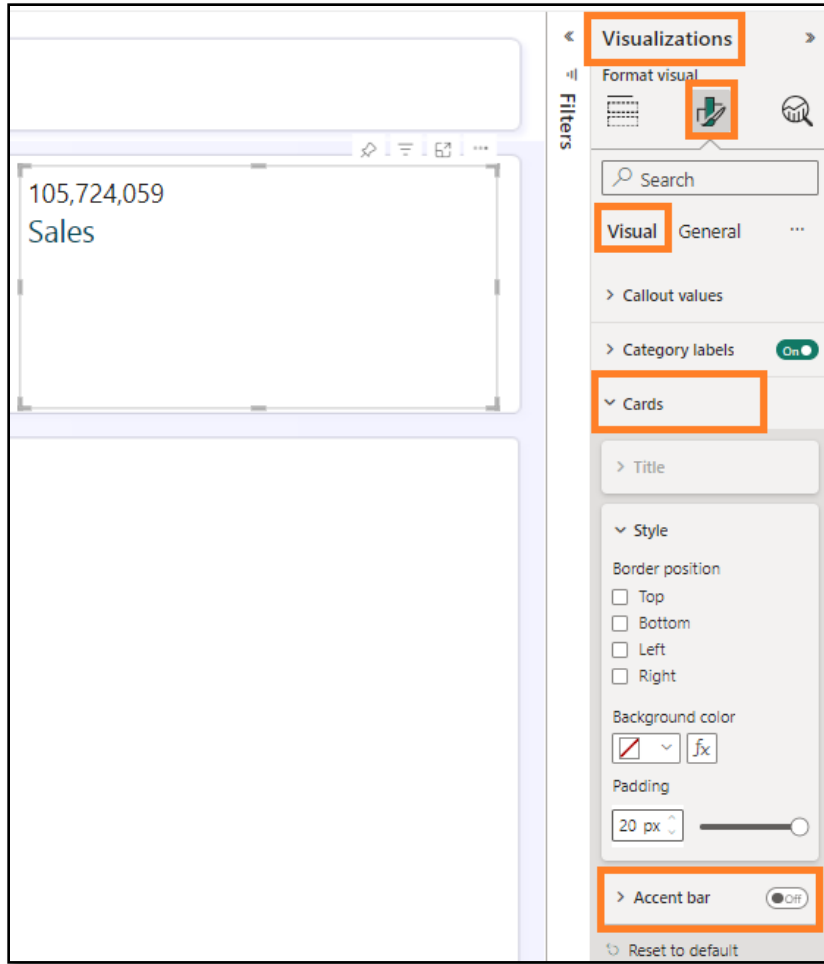 105,724,059
Sales
Filters
Visualizations
Format visual
Search
Visual General
Callout values
Category labels On
Cards
Title
Style
Border position
Top
Bottom
Left
Right
Background color
fx
Padding
20 px
Accent bar Off
Reset to default